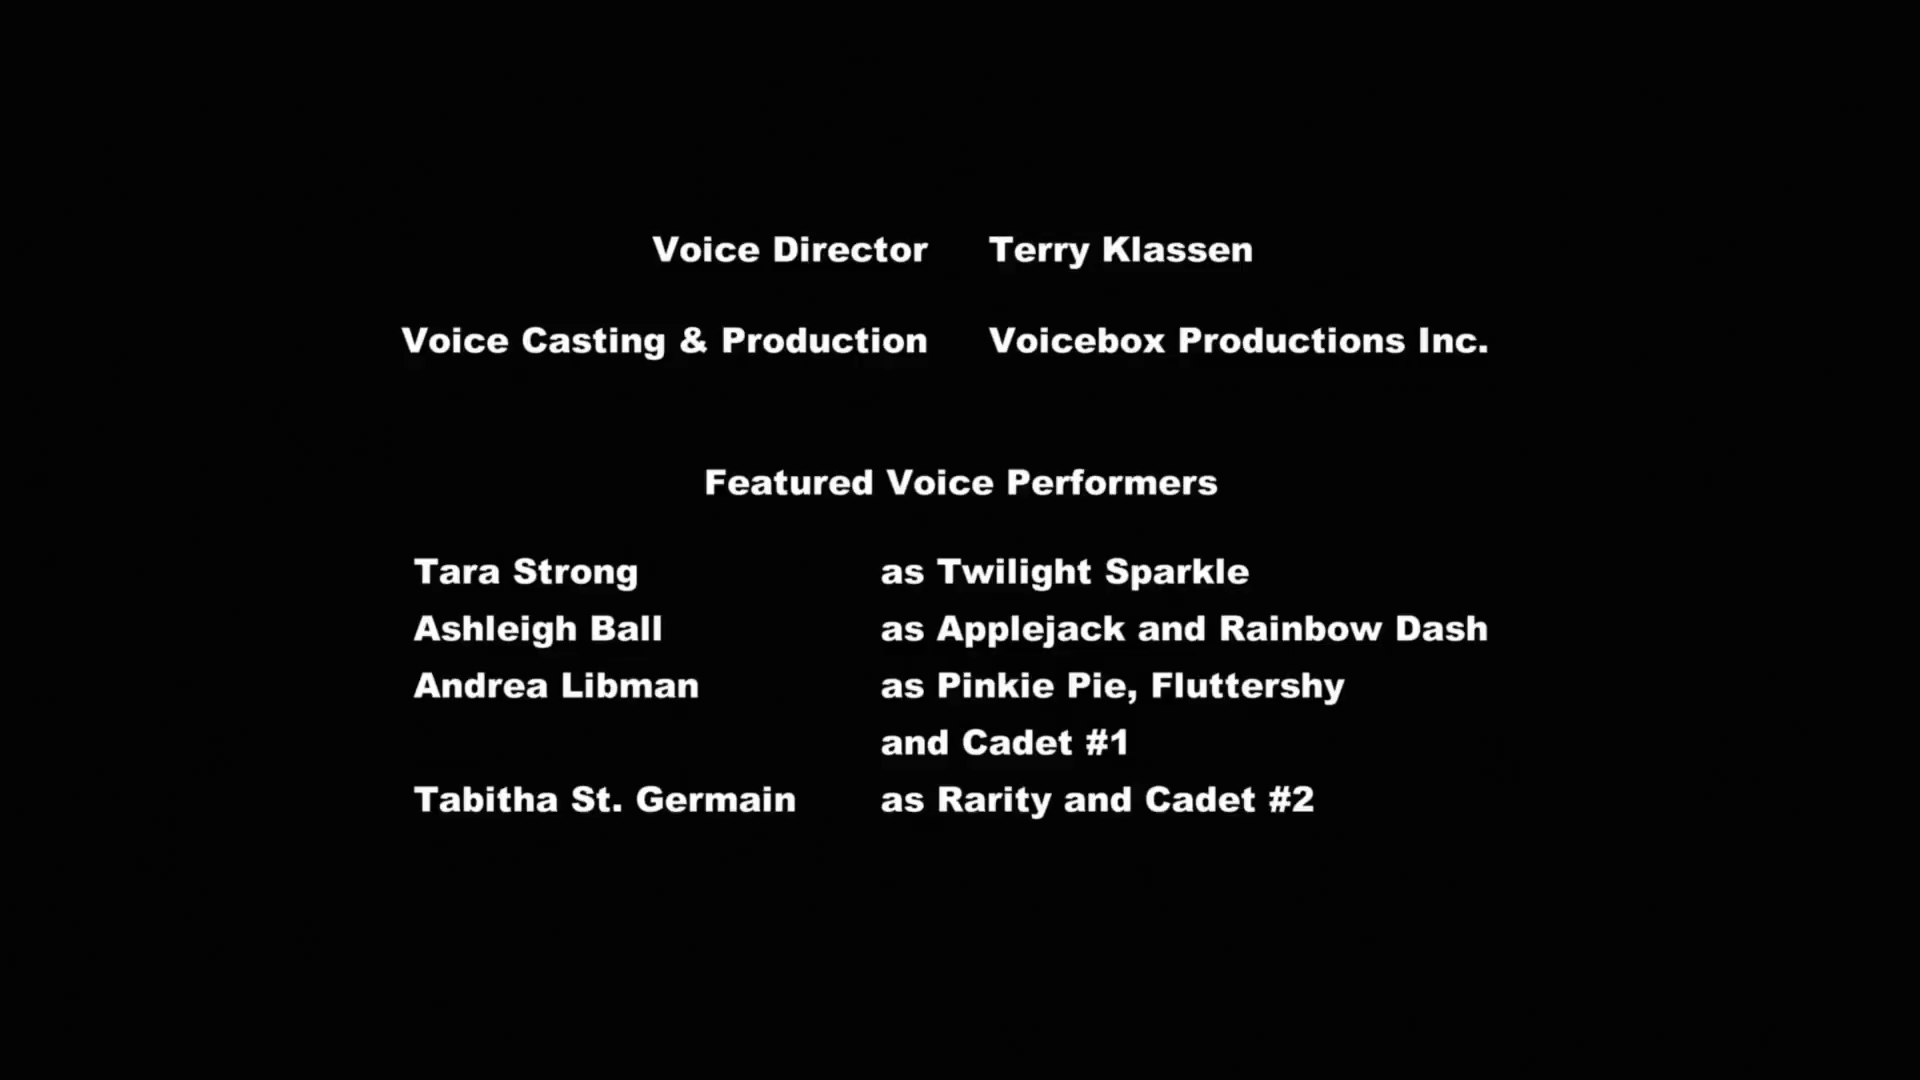 Voice Director Terry Klassen
Voice Casting & Production Voicebox Productions Inc.
Featured Voice Performers
Tara Strong as Twilight Sparkle
Ashleigh Ball as Applejack and Rainbow Dash
Andrea Libman as Pinkie Pie, Fluttershy
and Cadet #1
Tabitha St. Germain as Rarity and Cadet #2